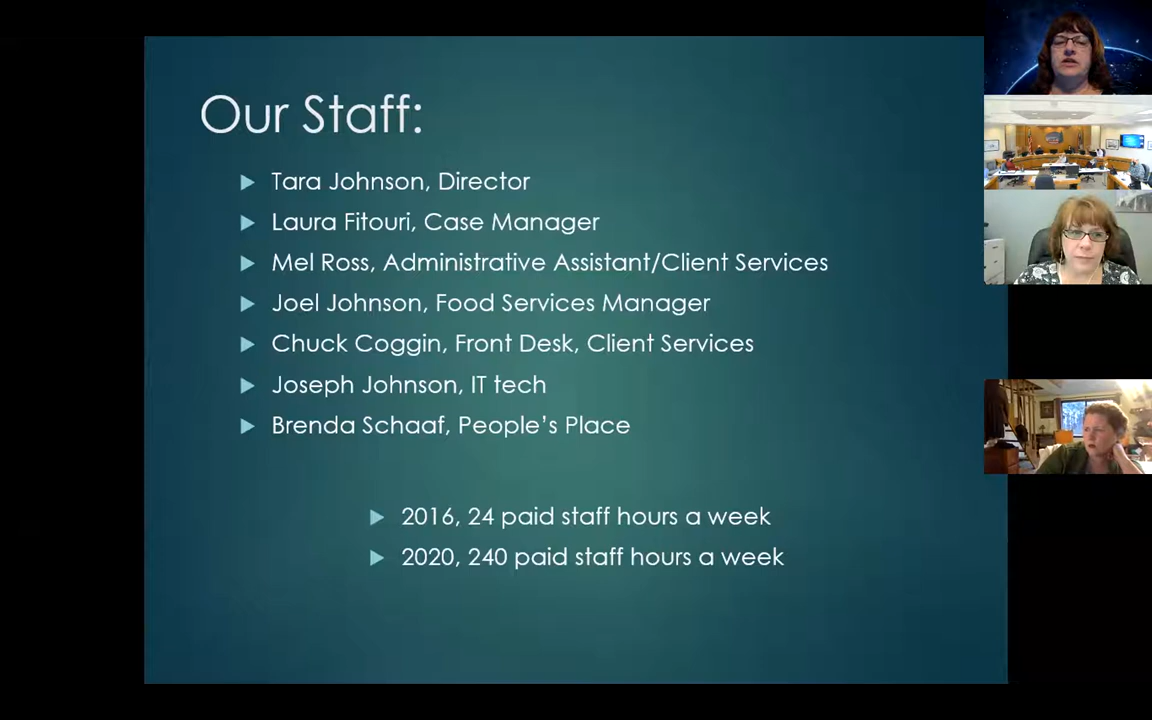 Our Staff:
Tara Johnson, Director
Laura Fitouri, Case Manager
Mel Ross, Administrative Assistant/Client Services
Joel Johnson, Food Services Manager
Chuck Coggin, Front Desk, Client Services
Joseph Johnson, IT tech
Brenda Schaaf, People's Place
2016, 24 paid staff hours a week
2020, 240 paid staff hours a week